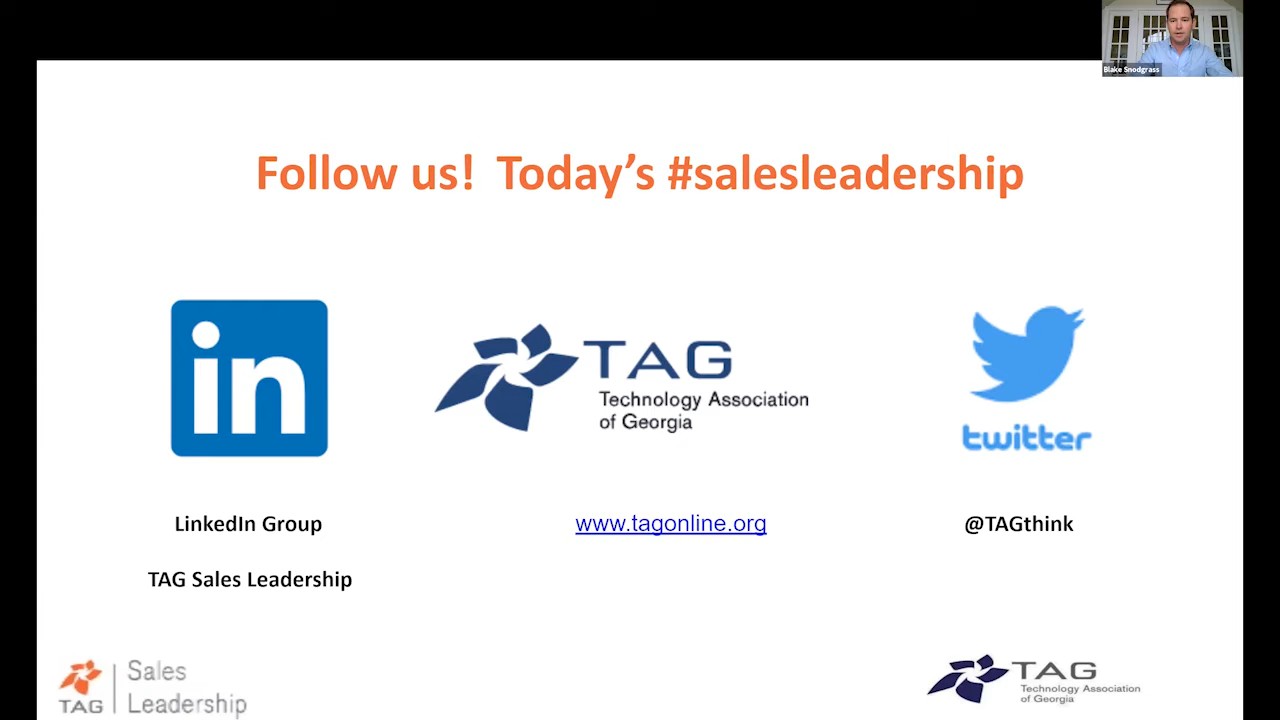 Blake Snodgrass
Follow us! Today's #salesleadership
in
TAG
Technology Association
of Georgia
twitter
LinkedIn Group
www.tagonline.org
@TAGthink
TAG Sales Leadership
TAG
Sales
Leadership
TAG
Technology Association
of Georgia